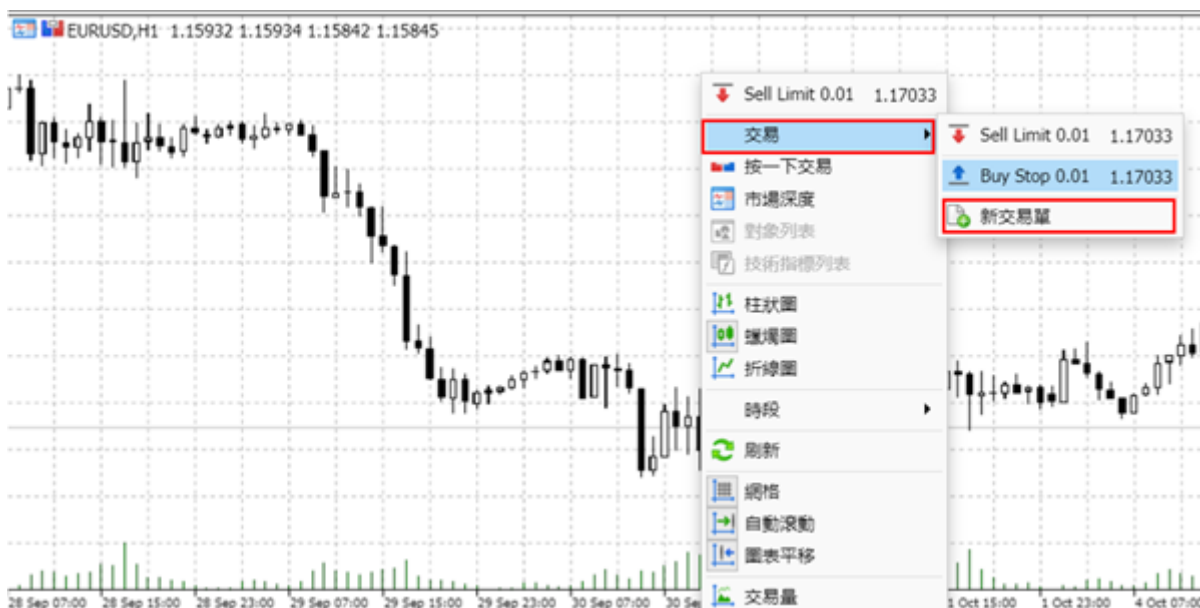 EURUSD,H1 1.15932 1.15934 1.15842 1.15845
Sell Limit 0.01 1.17033
交易
按一下交易
市場深度
對象列表
技術指標列表
柱狀圖
蠟燭圖
折線圖
時段
刷新
網格
自動滾動
圖表平移
交易量
Sell Limit 0.01 1.17033
Buy Stop 0.01 1.17033
新交易單
28 Sep 07:00 28 Sep 15:00 28 Sep 23:00 29 Sep 07:00 29 Sep 15:00 29 Sep 23:00 30 Sep 07:00 30 Se 1 Oct 15:00 1 Oct 23:00 4 Oct 07:00